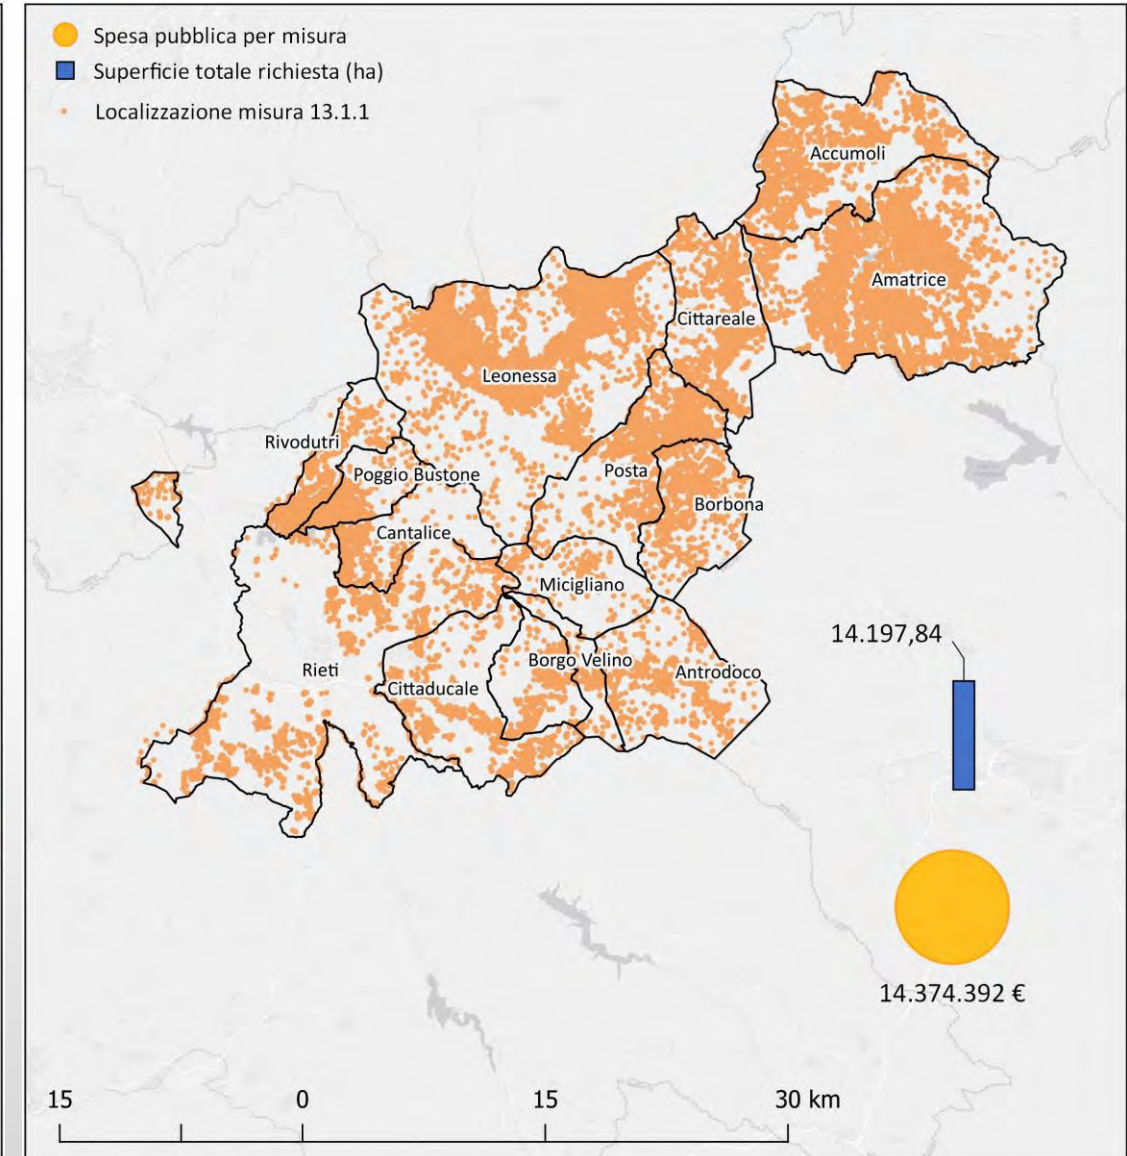 Spesa pubblica per misura
Superficie totale richiesta (ha)
Localizzazione misura 13.1.1
Accumoli
Amatrice
Cittareale
Leonessa
Rivodutri
Poggio Bustone
Posta
Borbona
Cantalice
Micigliano
Rieti
Borgo Velino
Antrodoco
Cittaducale
14.197,84
14.374.392 €
15 0 15 30 km